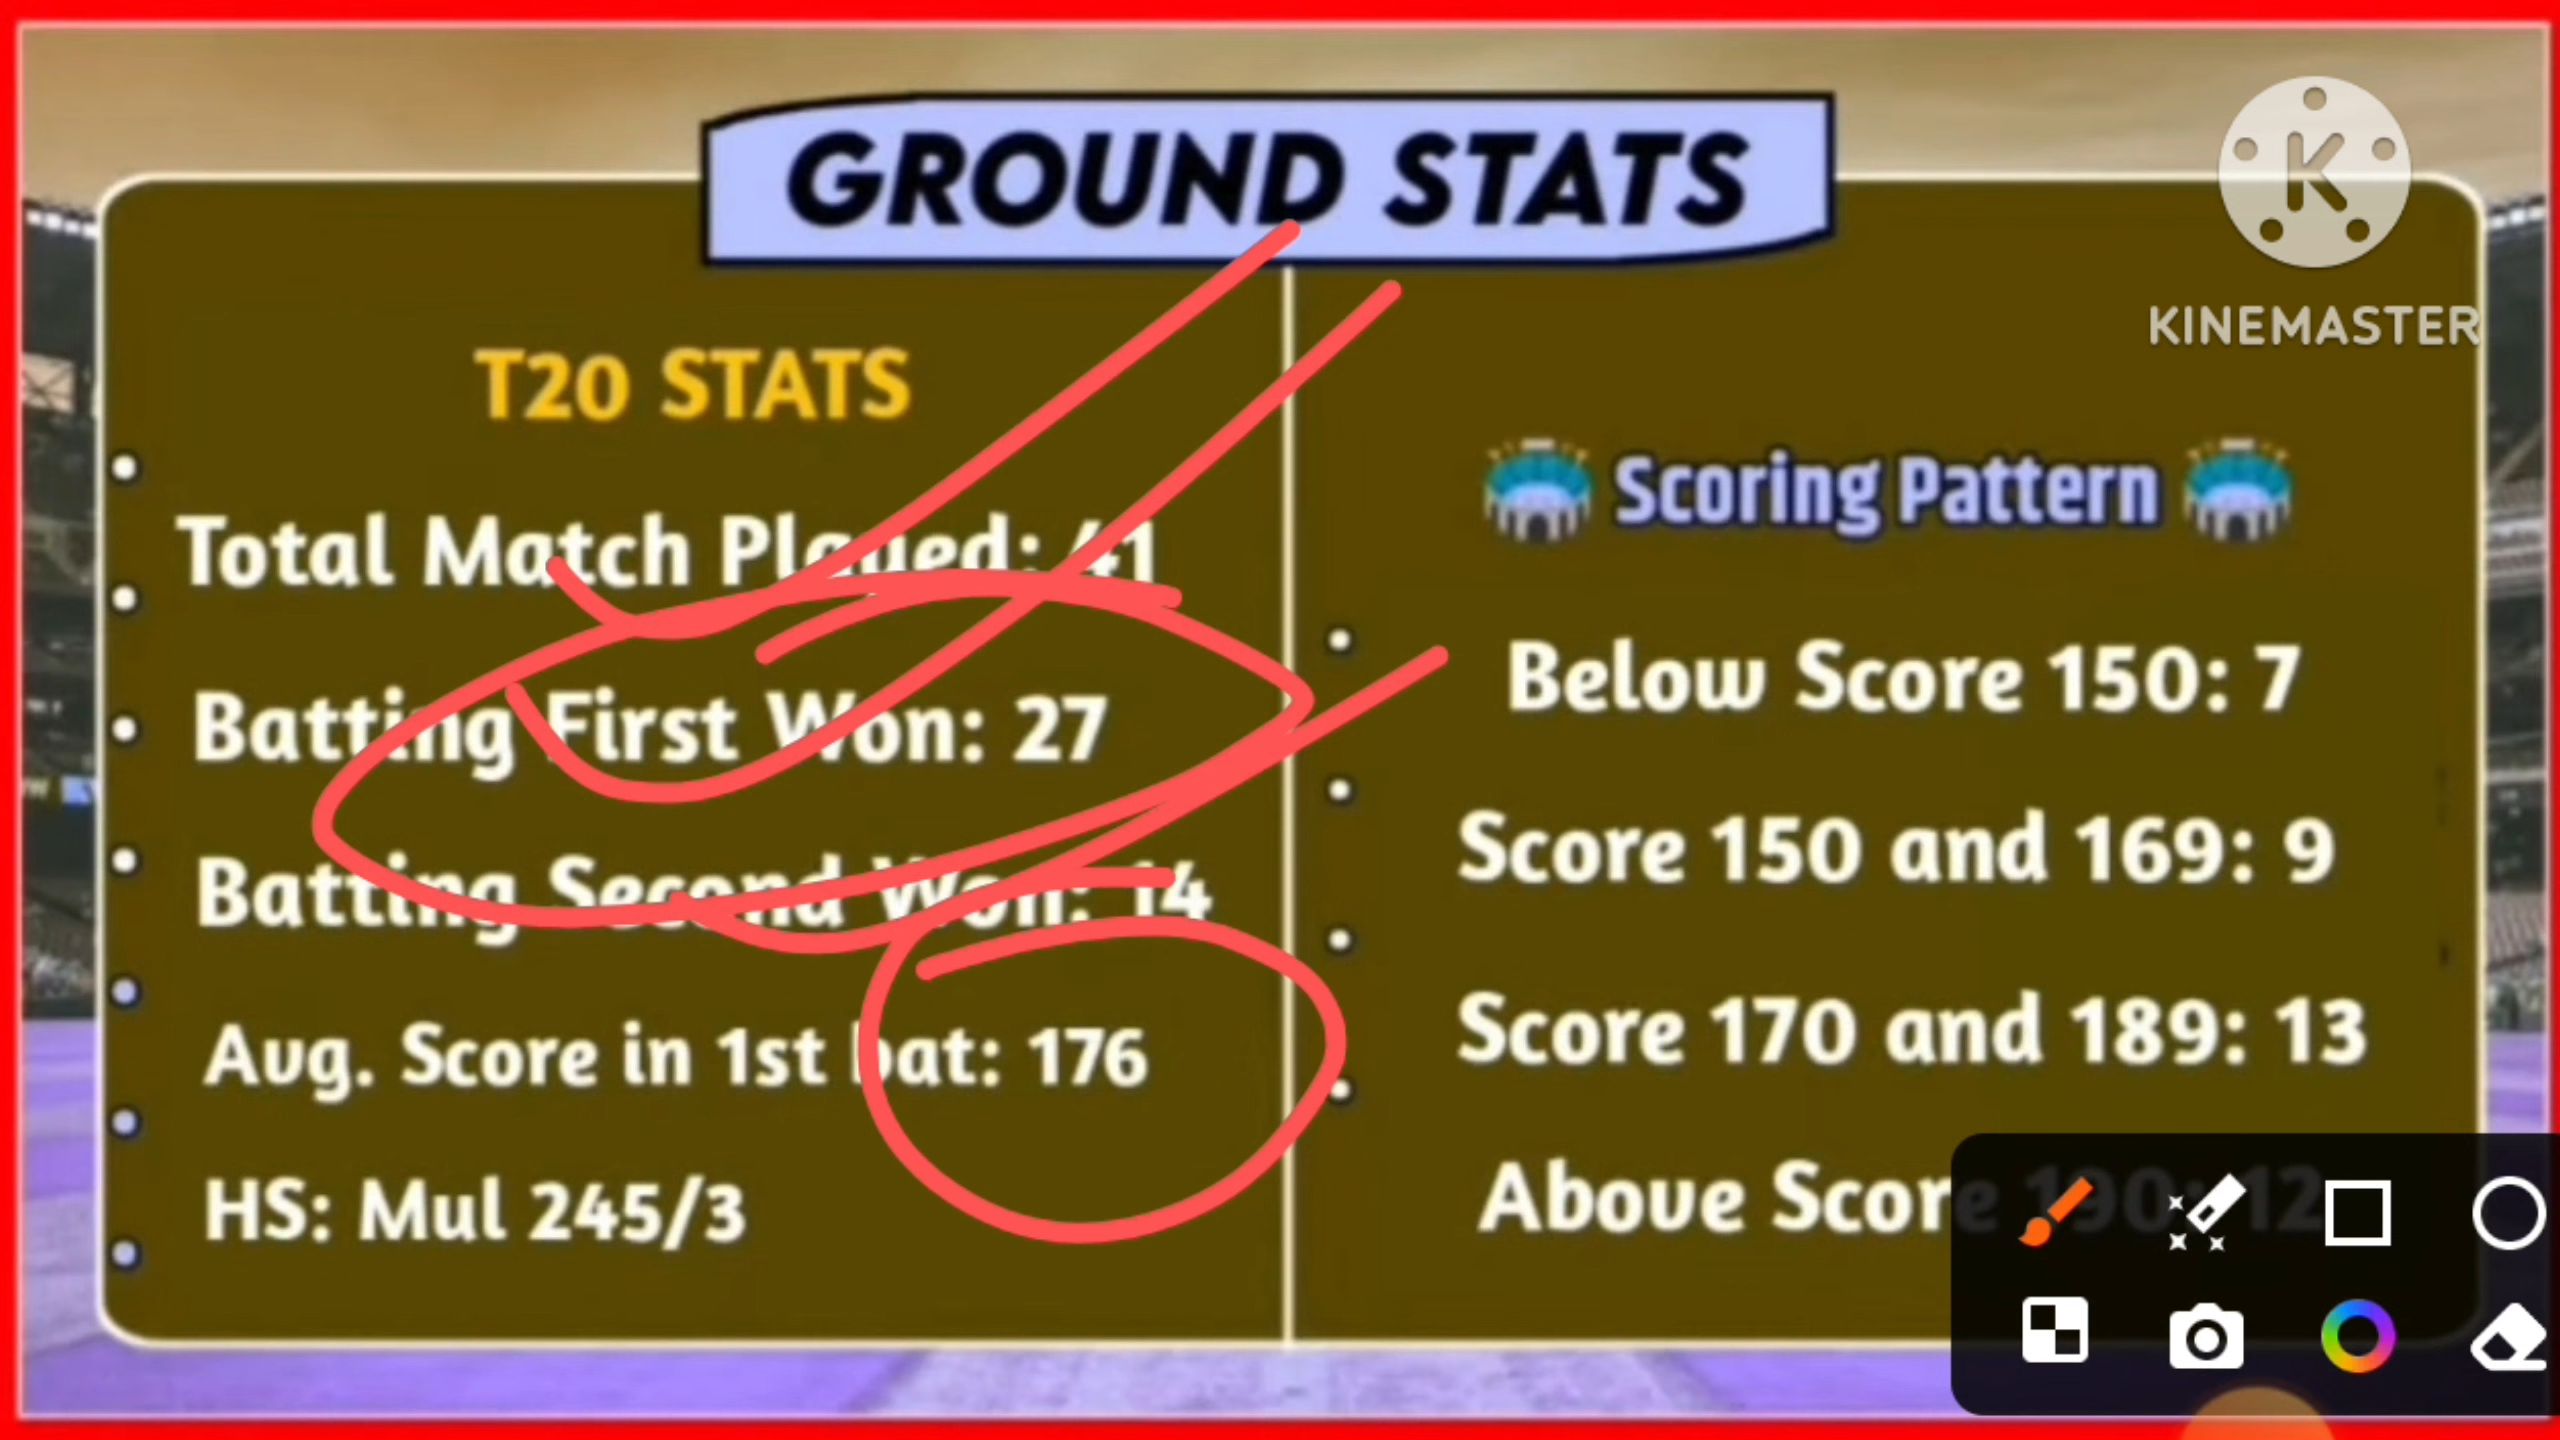 GROUND STATS
KINEMASTER
T20 STATS
Total Match Played: 41
Batting First Won: 27
Batting Second Won: 14
Avg. Score in 1st bat: 176
HS: Mul 245/3
Scoring Pattern
Below Score 150: 7
Score 150 and 169: 9
Score 170 and 189: 13
Above Score 190: 12